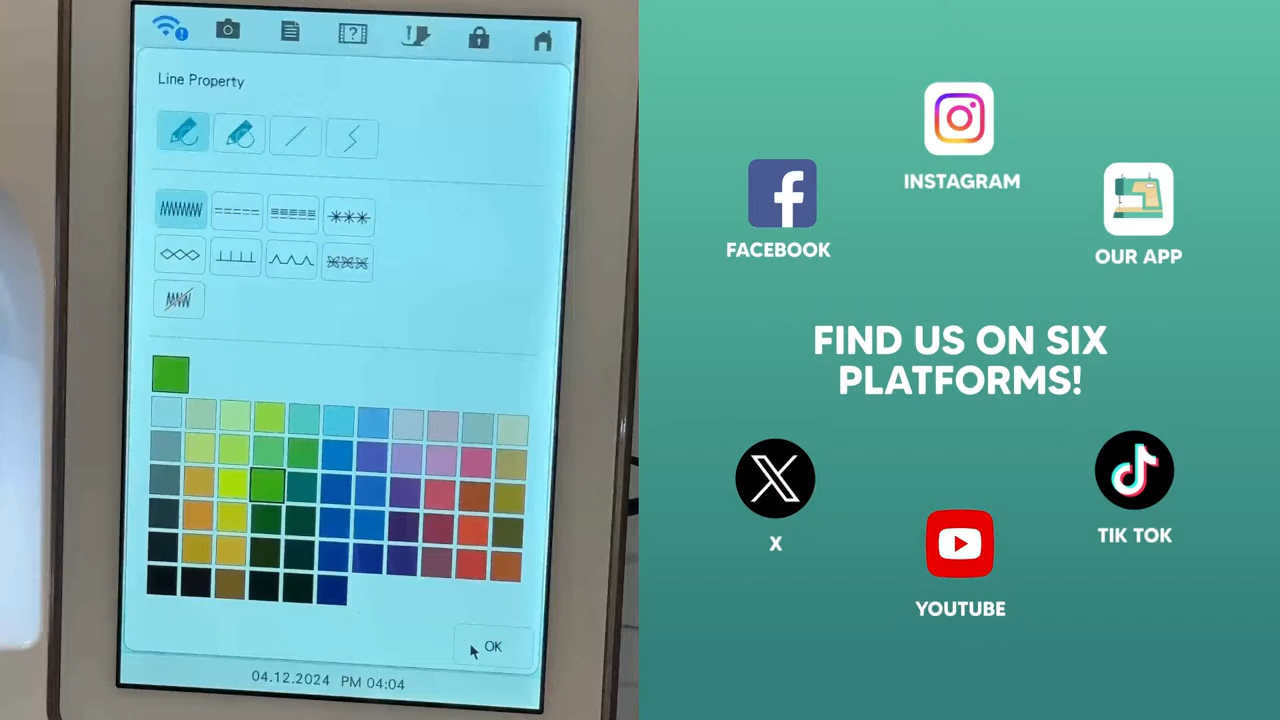 Line Property
OK
04.12.2024 PM 04:04
INSTAGRAM
FACEBOOK
OUR APP
FIND US ON SIX
PLATFORMS!
X
TIK TOK
YOUTUBE